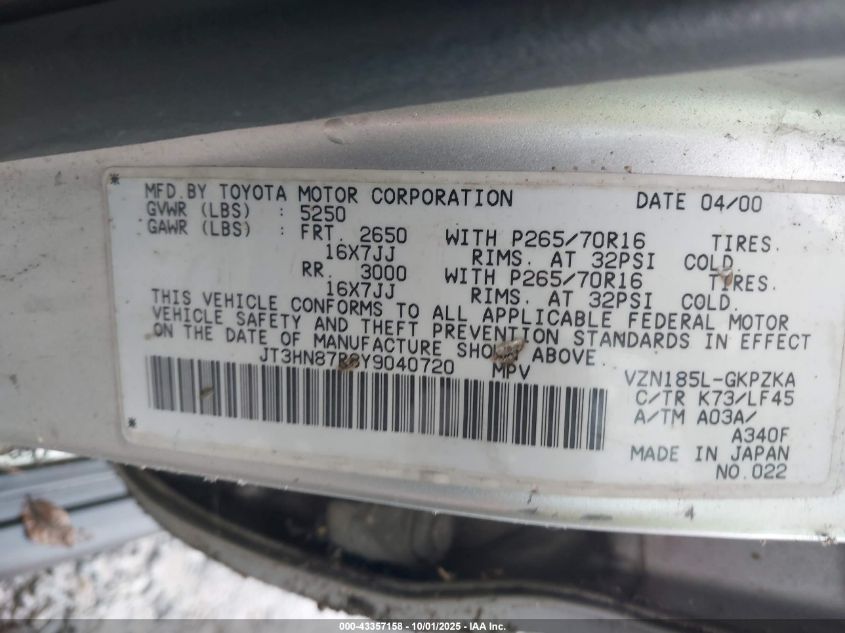 MFD. BY TOYOTA MOTOR CORPORATION DATE 04/00
GVWR (LBS) : 5250
GAWR (LBS) : FRT. 2650 WITH P265/70R16 TIRES.
16X7JJ RIMS. AT 32PSI COLD.
RR. 3000 WITH P265/70R16 TIRES.
16X7JJ RIMS. AT 32PSI COLD.
THIS VEHICLE CONFORMS TO ALL APPLICABLE FEDERAL MOTOR
VEHICLE SAFETY AND THEFT PREVENTION STANDARDS IN EFFECT
ON THE DATE OF MANUFACTURE SHOWN ABOVE.
MPV
VZN185L-GKPZKA
C/TR K73/LF45
A/TM A03A/
A340F
MADE IN JAPAN
NO.022
000-43357158 - 10/01/2025 - IAA Inc.